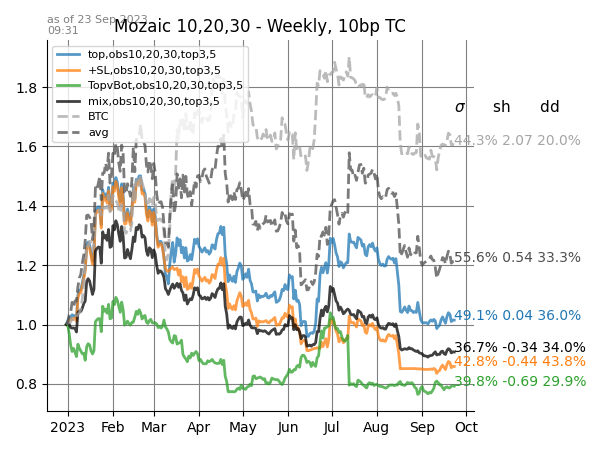 as of 23 Sep 2023
09:31
Mozaic 10,20,30 - Weekly, 10bp TC
top,obs10,20,30,top3,5
+SL,obs10,20,30,top3,5
TopvBot,obs10,20,30,top3,5
mix,obs10,20,30,top3,5
BTC
avg
σ sh dd
44.3% 2.07 20.0%
55.6% 0.54 33.3%
49.1% 0.04 36.0%
36.7% -0.34 34.0%
42.8% -0.44 43.8%
39.8% -0.69 29.9%
1.8
1.6
1.4
1.2
1.0
0.8
2023 Feb Mar Apr May Jun Jul Aug Sep Oct